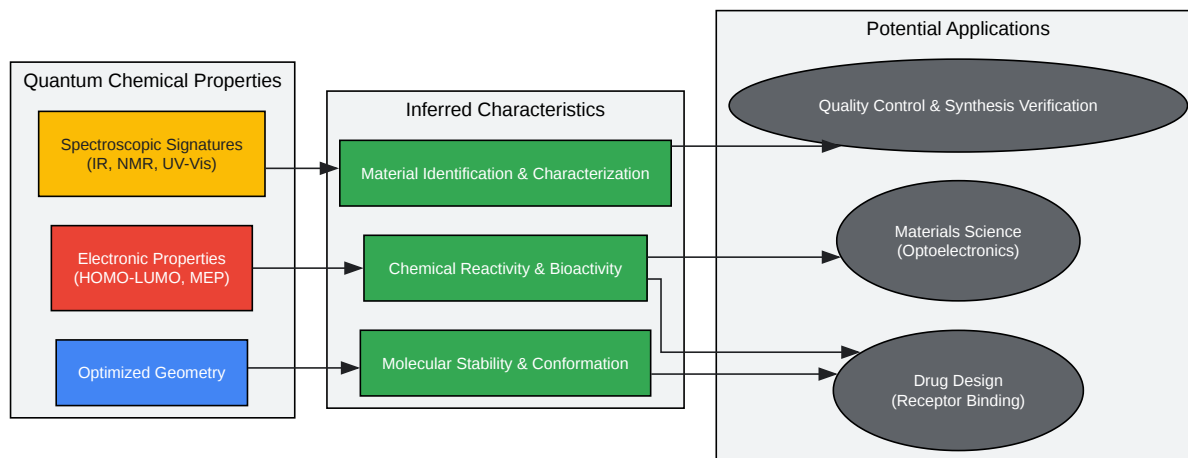 Quantum Chemical Properties
Spectroscopic Signatures
(IR, NMR, UV-Vis)
Electronic Properties
(HOMO-LUMO, MEP)
Optimized Geometry
Inferred Characteristics
Material Identification & Characterization
Chemical Reactivity & Bioactivity
Molecular Stability & Conformation
Potential Applications
Quality Control & Synthesis Verification
Materials Science
(Optoelectronics)
Drug Design
(Receptor Binding)